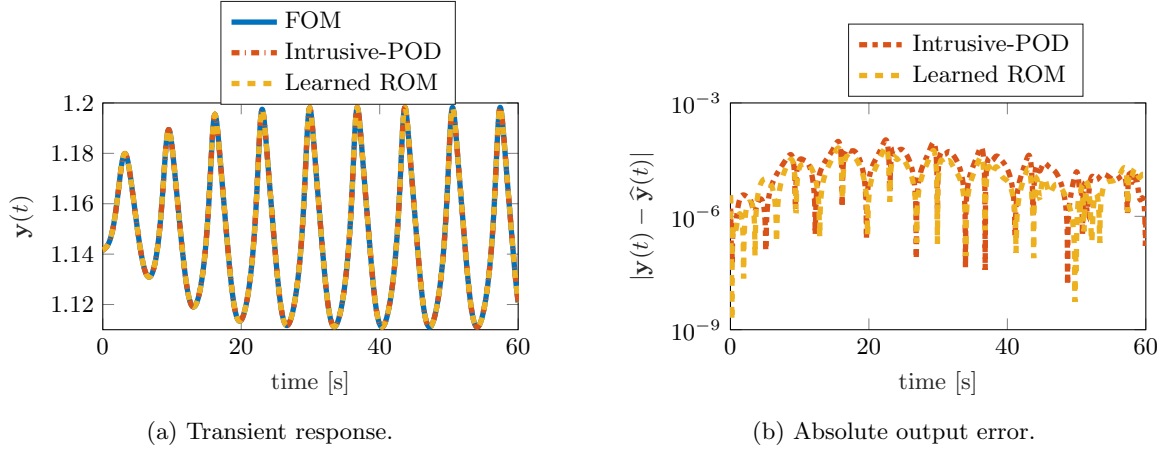 FOM
Intrusive-POD
Learned ROM
1.2
1.18
1.16
1.14
1.12
y(t)
0 20 40 60
time [s]
(a) Transient response.
Intrusive-POD
Learned ROM
10⁻³
10⁻⁶
10⁻⁹
|y(t) − ŷ(t)|
0 20 40 60
time [s]
(b) Absolute output error.